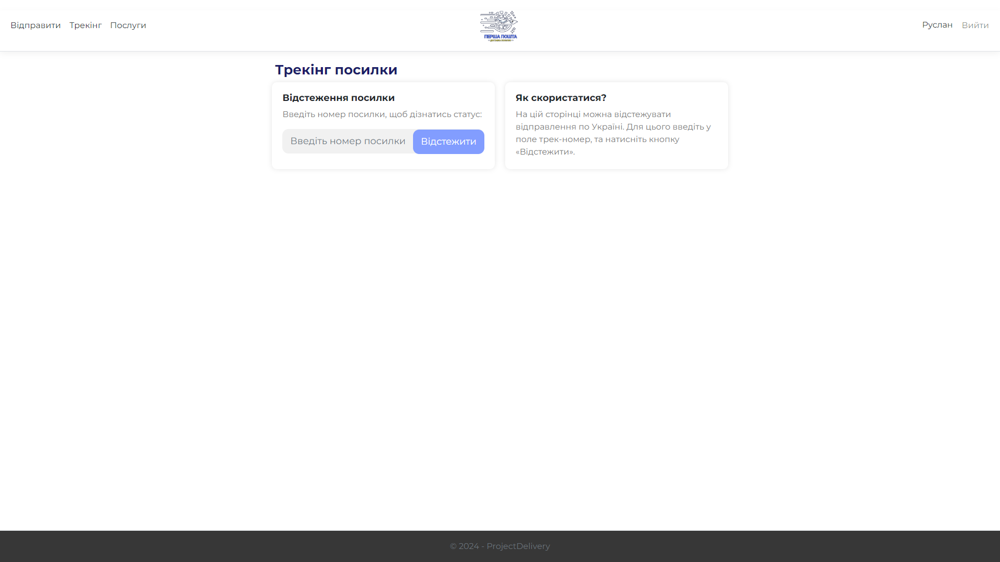 Відправити Трекінг Послуги
ПЕРША ПОШТА
Руслан Вийти
Трекінг посилки
Відстеження посилки
Введіть номер посилки, щоб дізнатись статус:
Введіть номер посилки Відстежити
Як скористатися?
На цій сторінці можна відстежувати
відправлення по Україні. Для цього введіть у
поле трек-номер, та натисніть кнопку
«Відстежити».
© 2024 - ProjectDelivery